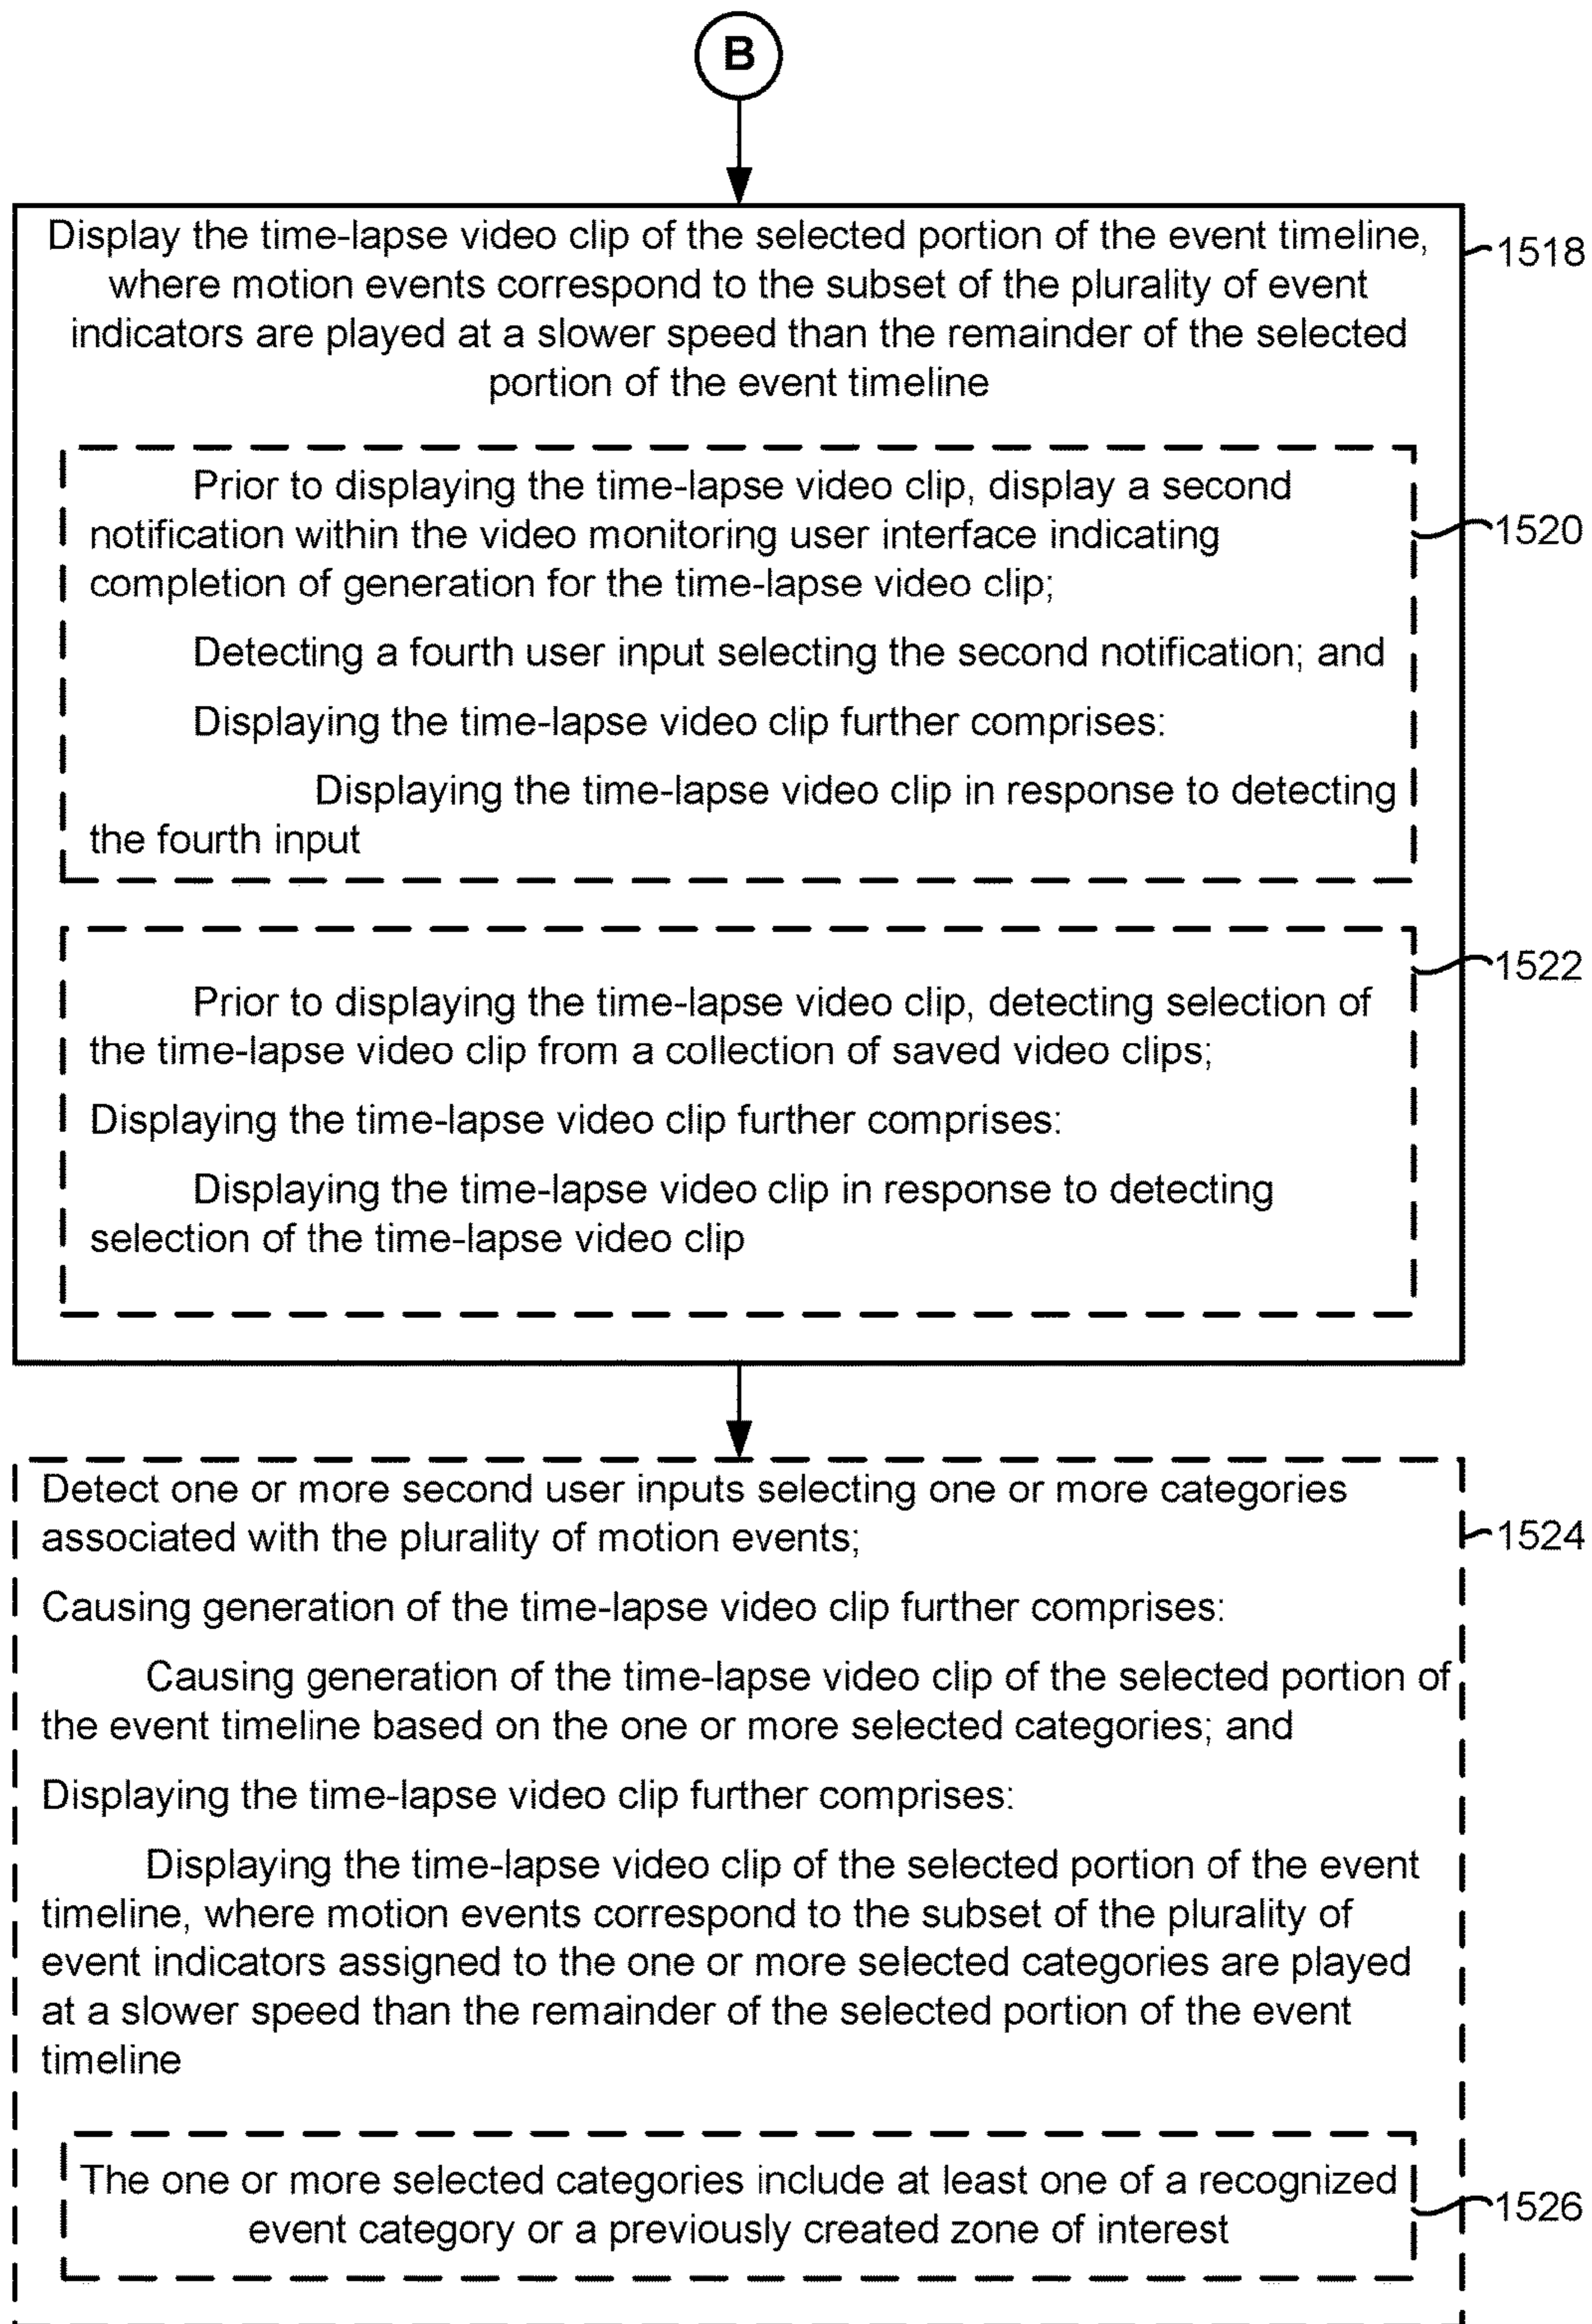 B
Display the time-lapse video clip of the selected portion of the event timeline,
where motion events correspond to the subset of the plurality of event
indicators are played at a slower speed than the remainder of the selected
portion of the event timeline
1518
Prior to displaying the time-lapse video clip, display a second
notification within the video monitoring user interface indicating
completion of generation for the time-lapse video clip;
Detecting a fourth user input selecting the second notification; and
Displaying the time-lapse video clip further comprises:
Displaying the time-lapse video clip in response to detecting
the fourth input
1520
Prior to displaying the time-lapse video clip, detecting selection of
the time-lapse video clip from a collection of saved video clips;
Displaying the time-lapse video clip further comprises:
Displaying the time-lapse video clip in response to detecting
selection of the time-lapse video clip
1522
Detect one or more second user inputs selecting one or more categories
associated with the plurality of motion events;
Causing generation of the time-lapse video clip further comprises:
Causing generation of the time-lapse video clip of the selected portion of
the event timeline based on the one or more selected categories; and
Displaying the time-lapse video clip further comprises:
Displaying the time-lapse video clip of the selected portion of the event
timeline, where motion events correspond to the subset of the plurality of
event indicators assigned to the one or more selected categories are played
at a slower speed than the remainder of the selected portion of the event
timeline
1524
The one or more selected categories include at least one of a recognized
event category or a previously created zone of interest
1526